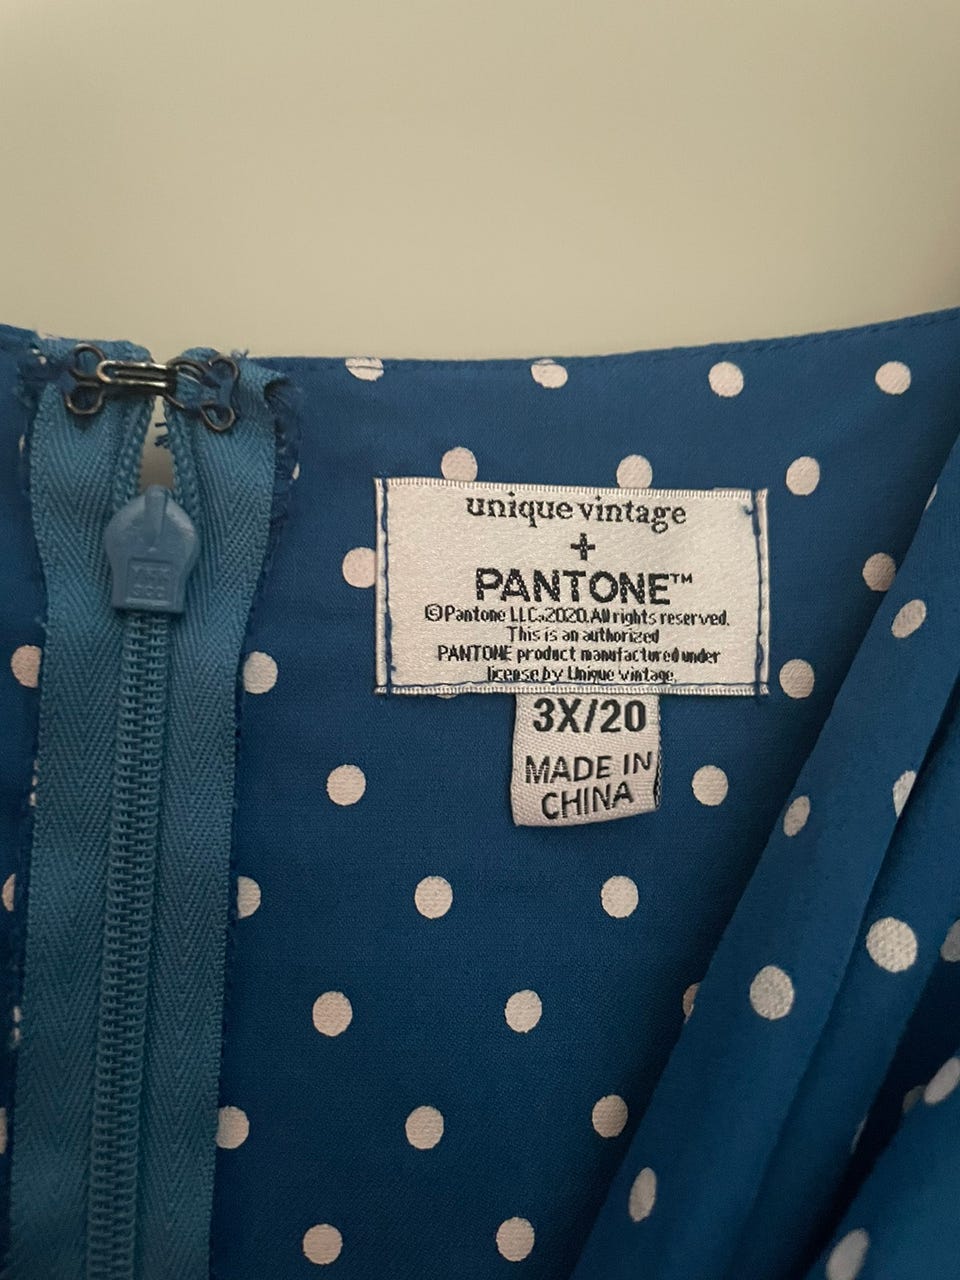 unique vintage
+
PANTONE™
©Pantone LLC, 2020. All rights reserved.
This is an authorized
PANTONE product manufactured under
license by Unique vintage.
3X/20
MADE IN
CHINA